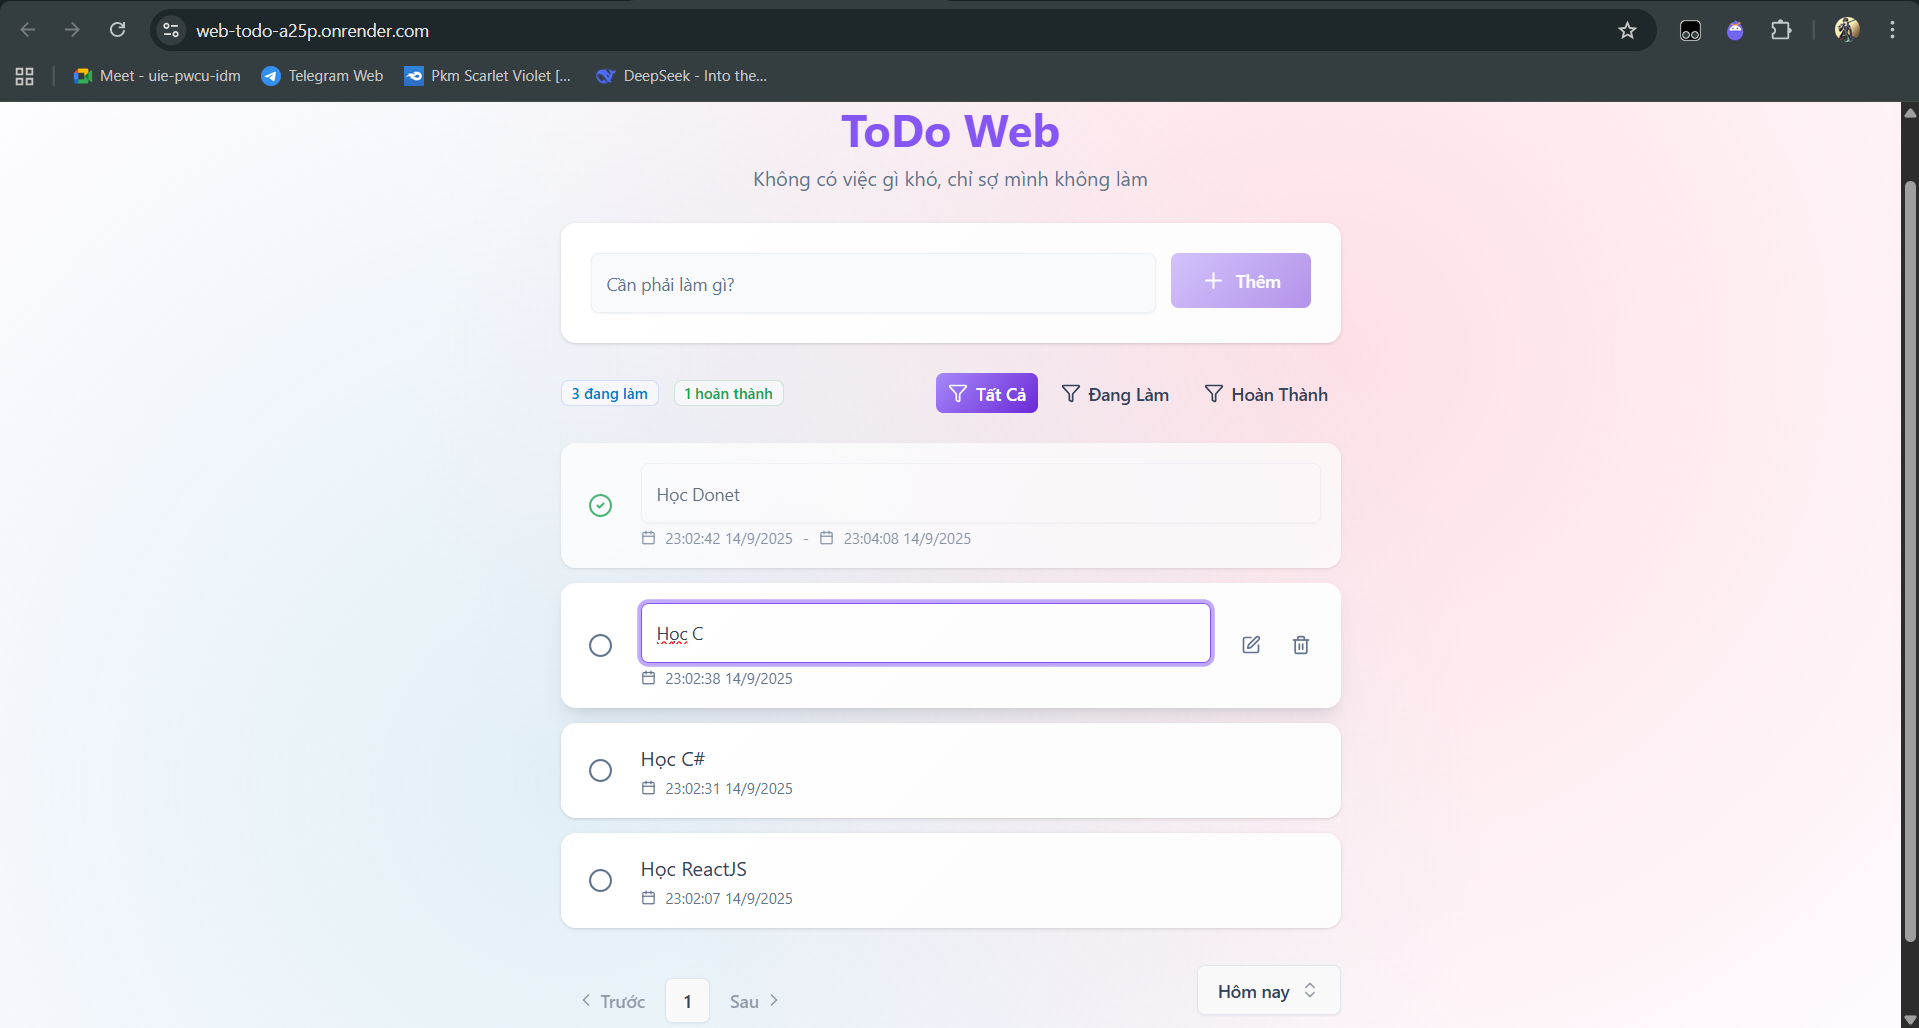 web-todo-a25p.onrender.com
Meet - uie-pwcu-idm
Telegram Web
Pkm Scarlet Violet [...
DeepSeek - Into the...
ToDo Web
Không có việc gì khó, chỉ sợ mình không làm
Cần phải làm gì?
Thêm
3 đang làm
1 hoàn thành
Tất Cả
Đang Làm
Hoàn Thành
Học Donet
23:02:42 14/9/2025 - 23:04:08 14/9/2025
Học C
23:02:38 14/9/2025
Học C#
23:02:31 14/9/2025
Học ReactJS
23:02:07 14/9/2025
Trước
1
Sau
Hôm nay